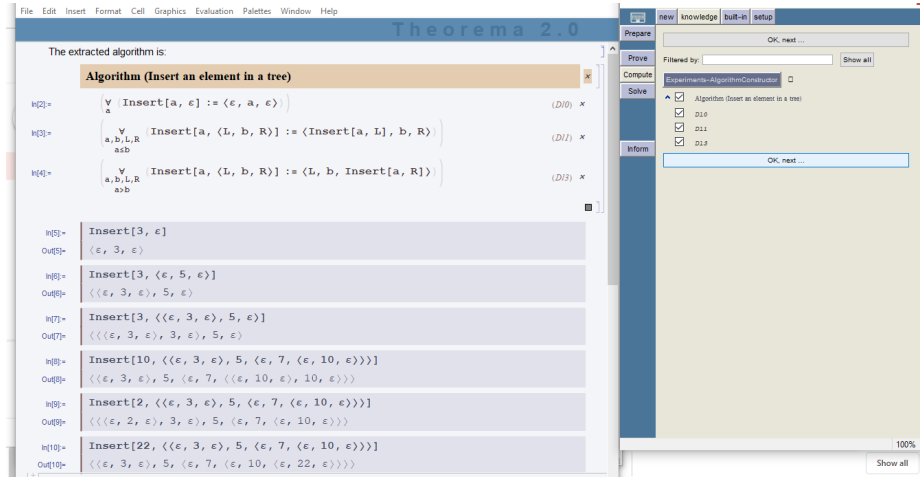 File Edit Insert Format Cell Graphics Evaluation Palettes Window Help
Theorema 2.0
The extracted algorithm is:
Algorithm (Insert an element in a tree)
In[2]:= (∀ (Insert[a, ε] := ⟨ε, a, ε⟩)) (DI0) ×
a
In[3]:= (∀ (Insert[a, ⟨L, b, R⟩] := ⟨Insert[a, L], b, R⟩)) (DI1) ×
a,b,L,R
a≤b
In[4]:= (∀ (Insert[a, ⟨L, b, R⟩] := ⟨L, b, Insert[a, R]⟩)) (DI3) ×
a,b,L,R
a>b
In[5]:= Insert[3, ε]
Out[5]= ⟨ε, 3, ε⟩
In[6]:= Insert[3, ⟨ε, 5, ε⟩]
Out[6]= ⟨⟨ε, 3, ε⟩, 5, ε⟩
In[7]:= Insert[3, ⟨⟨ε, 3, ε⟩, 5, ε⟩]
Out[7]= ⟨⟨⟨ε, 3, ε⟩, 3, ε⟩, 5, ε⟩
In[8]:= Insert[10, ⟨⟨ε, 3, ε⟩, 5, ⟨ε, 7, ⟨ε, 10, ε⟩⟩⟩]
Out[8]= ⟨⟨ε, 3, ε⟩, 5, ⟨ε, 7, ⟨⟨ε, 10, ε⟩, 10, ε⟩⟩⟩
In[9]:= Insert[2, ⟨⟨ε, 3, ε⟩, 5, ⟨ε, 7, ⟨ε, 10, ε⟩⟩⟩]
Out[9]= ⟨⟨⟨ε, 2, ε⟩, 3, ε⟩, 5, ⟨ε, 7, ⟨ε, 10, ε⟩⟩⟩
In[10]:= Insert[22, ⟨⟨ε, 3, ε⟩, 5, ⟨ε, 7, ⟨ε, 10, ε⟩⟩⟩]
Out[10]= ⟨⟨ε, 3, ε⟩, 5, ⟨ε, 7, ⟨ε, 10, ⟨ε, 22, ε⟩⟩⟩⟩
new knowledge built-in setup
Prepare
Prove
Compute
Solve
Inform
OK, next ...
Filtered by: Show all
Experiments-AlgorithmConstructor
Algorithm (Insert an element in a tree)
DI0
DI1
DI3
OK, next ...
100%
Show all